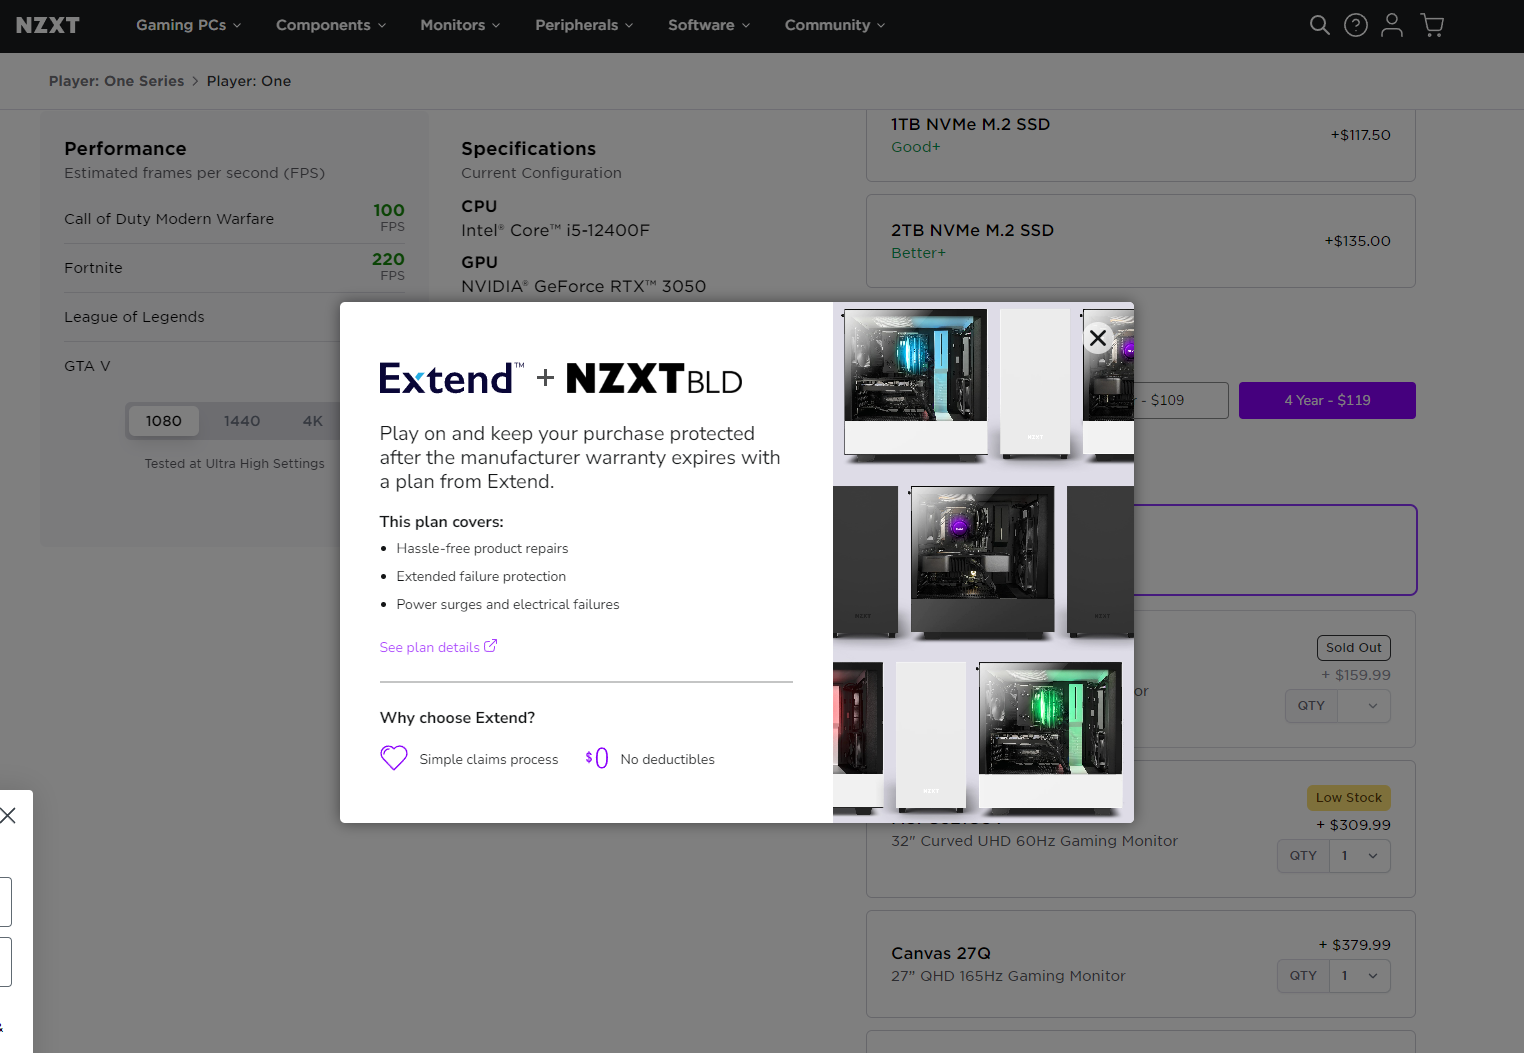 NZXT
Gaming PCs
Components
Monitors
Peripherals
Software
Community
Player: One Series > Player: One
Performance
Estimated frames per second (FPS)
Call of Duty Modern Warfare
100
FPS
Fortnite
220
FPS
League of Legends
GTA V
1080 1440 4K
Tested at Ultra High Settings
Specifications
Current Configuration
CPU
Intel® Core™ i5-12400F
GPU
NVIDIA® GeForce RTX™ 3050
1TB NVMe M.2 SSD
Good+
+$117.50
2TB NVMe M.2 SSD
Better+
+$135.00
- $109
4 Year - $119
Extend™ + NZXT BLD
Play on and keep your purchase protected
after the manufacturer warranty expires with
a plan from Extend.
This plan covers:
• Hassle-free product repairs
• Extended failure protection
• Power surges and electrical failures
See plan details
Why choose Extend?
Simple claims process
$0 No deductibles
Sold Out
+ $159.99
or
QTY
Low Stock
+ $309.99
32" Curved UHD 60Hz Gaming Monitor
QTY 1
Canvas 27Q
27" QHD 165Hz Gaming Monitor
+ $379.99
QTY 1